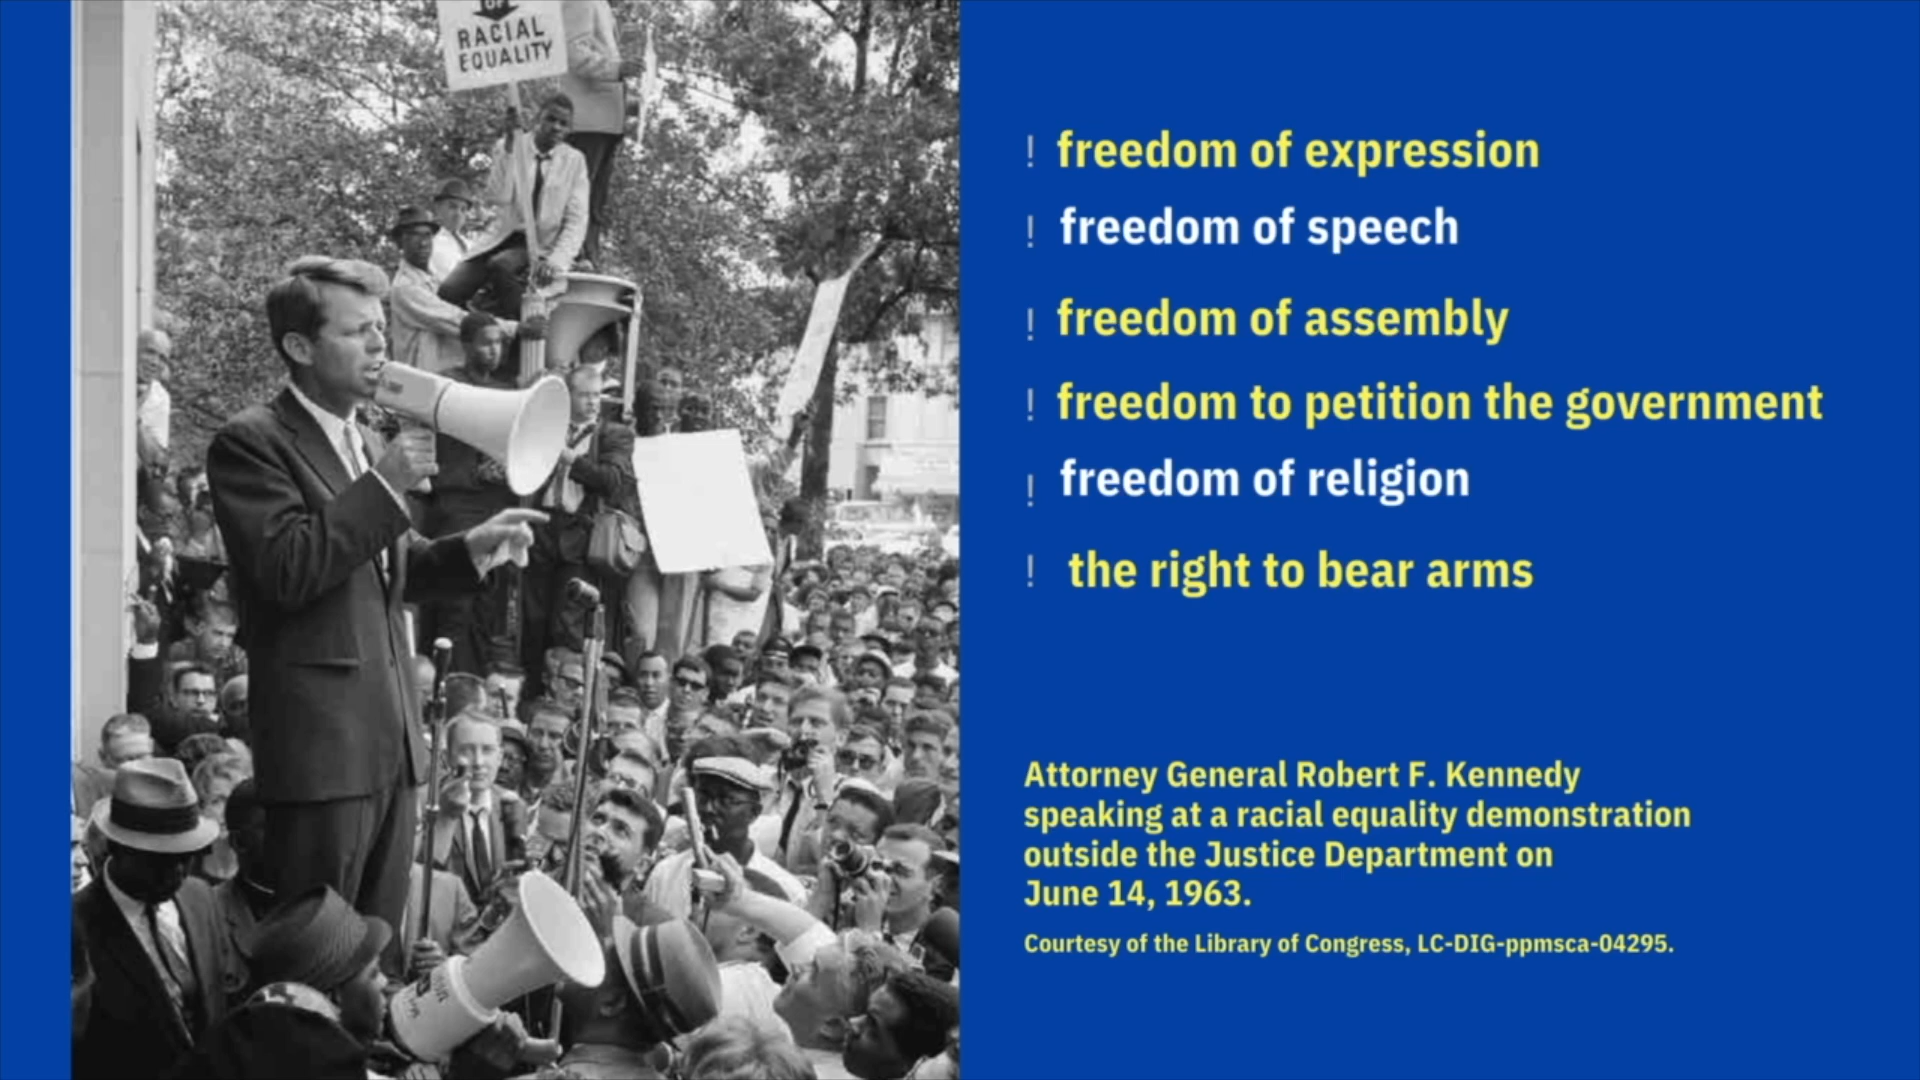 OF
RACIAL
EQUALITY
! freedom of expression
! freedom of speech
! freedom of assembly
! freedom to petition the government
! freedom of religion
! the right to bear arms
Attorney General Robert F. Kennedy
speaking at a racial equality demonstration
outside the Justice Department on
June 14, 1963.
Courtesy of the Library of Congress, LC-DIG-ppmsca-04295.